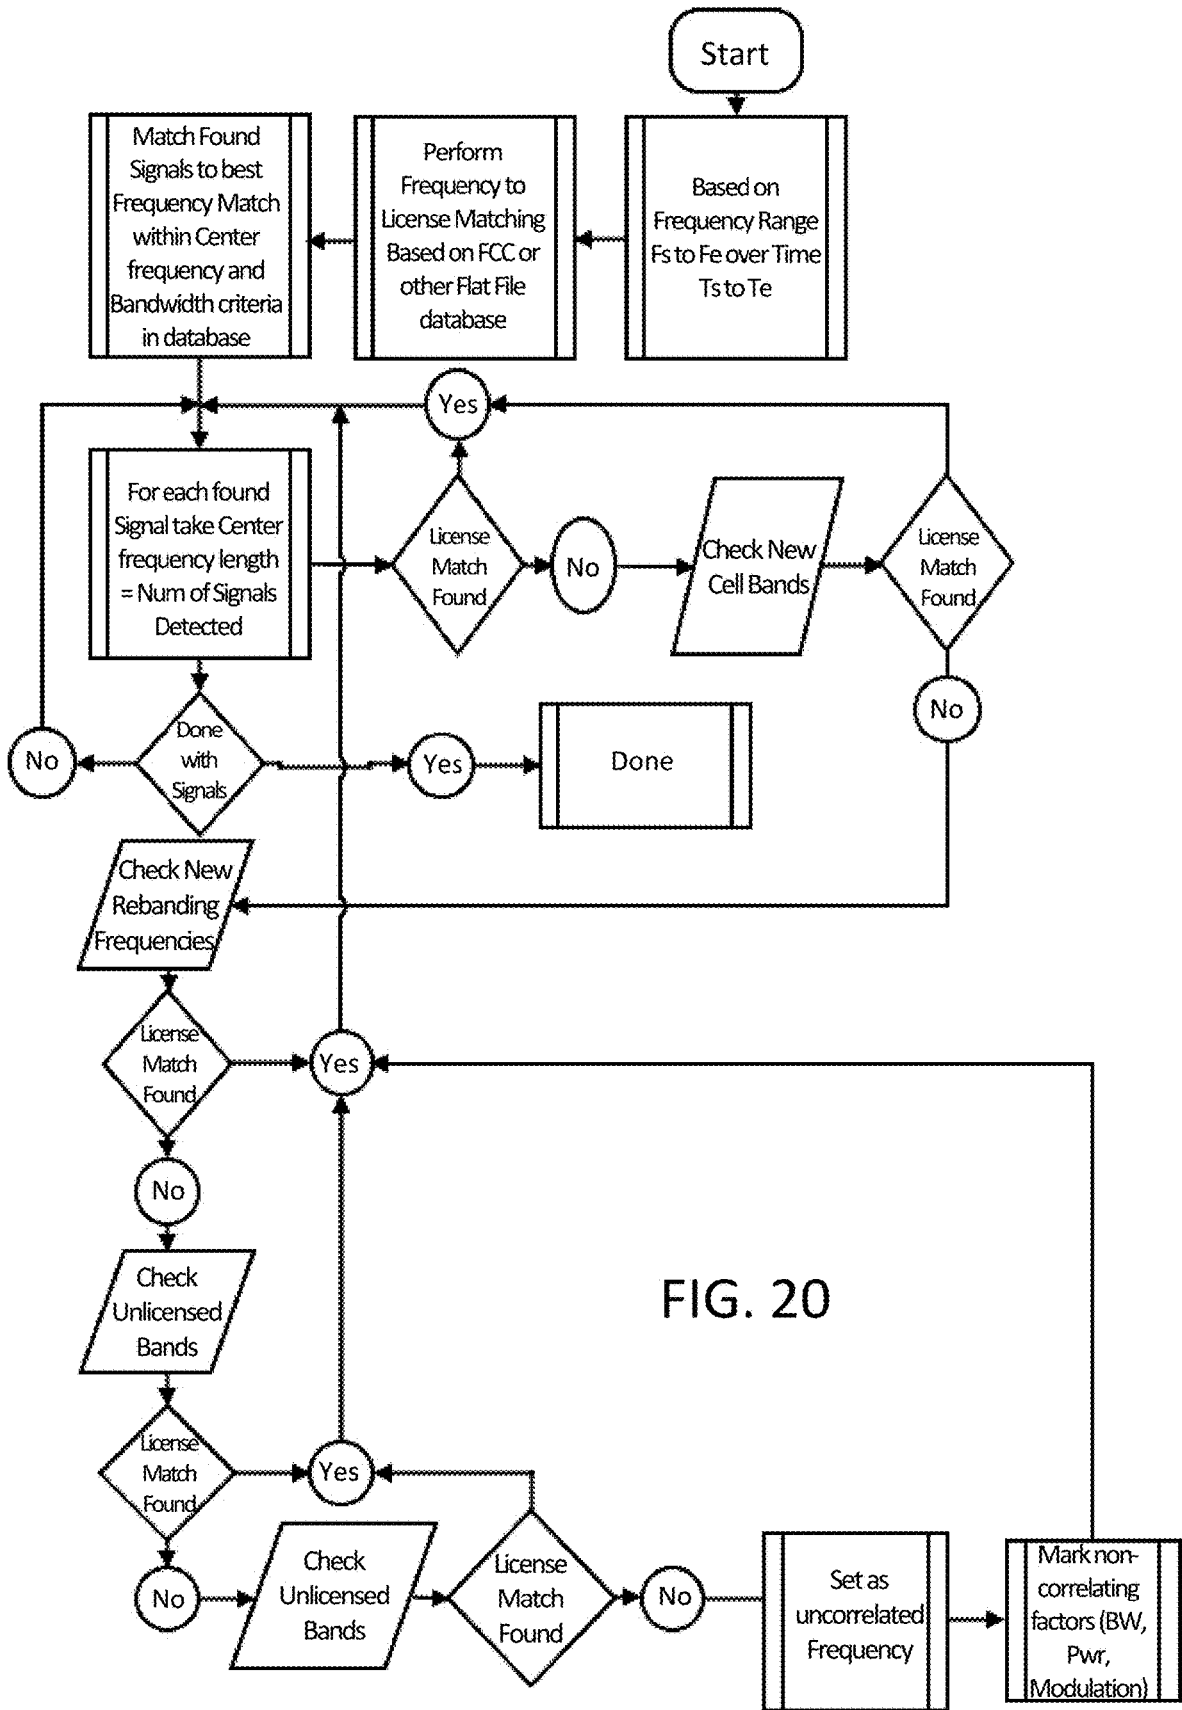 Start
Match Found
Signals to best
Frequency Match
within Center
frequency and
Bandwidth criteria
in database
Perform
Frequency to
License Matching
Based on FCC or
other Flat File
database
Based on
Frequency Range
Fs to Fe over Time
Ts to Te
Yes
For each found
Signal take Center
frequency length
= Num of Signals
Detected
License
Match
Found
No
Check New
Cell Bands
License
Match
Found
No
Done
with
Signals
No
Yes
Done
Check New
Rebanding
Frequencies
License
Match
Found
Yes
No
Check
Unlicensed
Bands
FIG. 20
License
Match
Found
Yes
No
Check
Unlicensed
Bands
License
Match
Found
No
Set as
uncorrelated
Frequency
Mark non-
correlating
factors (BW,
Pwr,
Modulation)